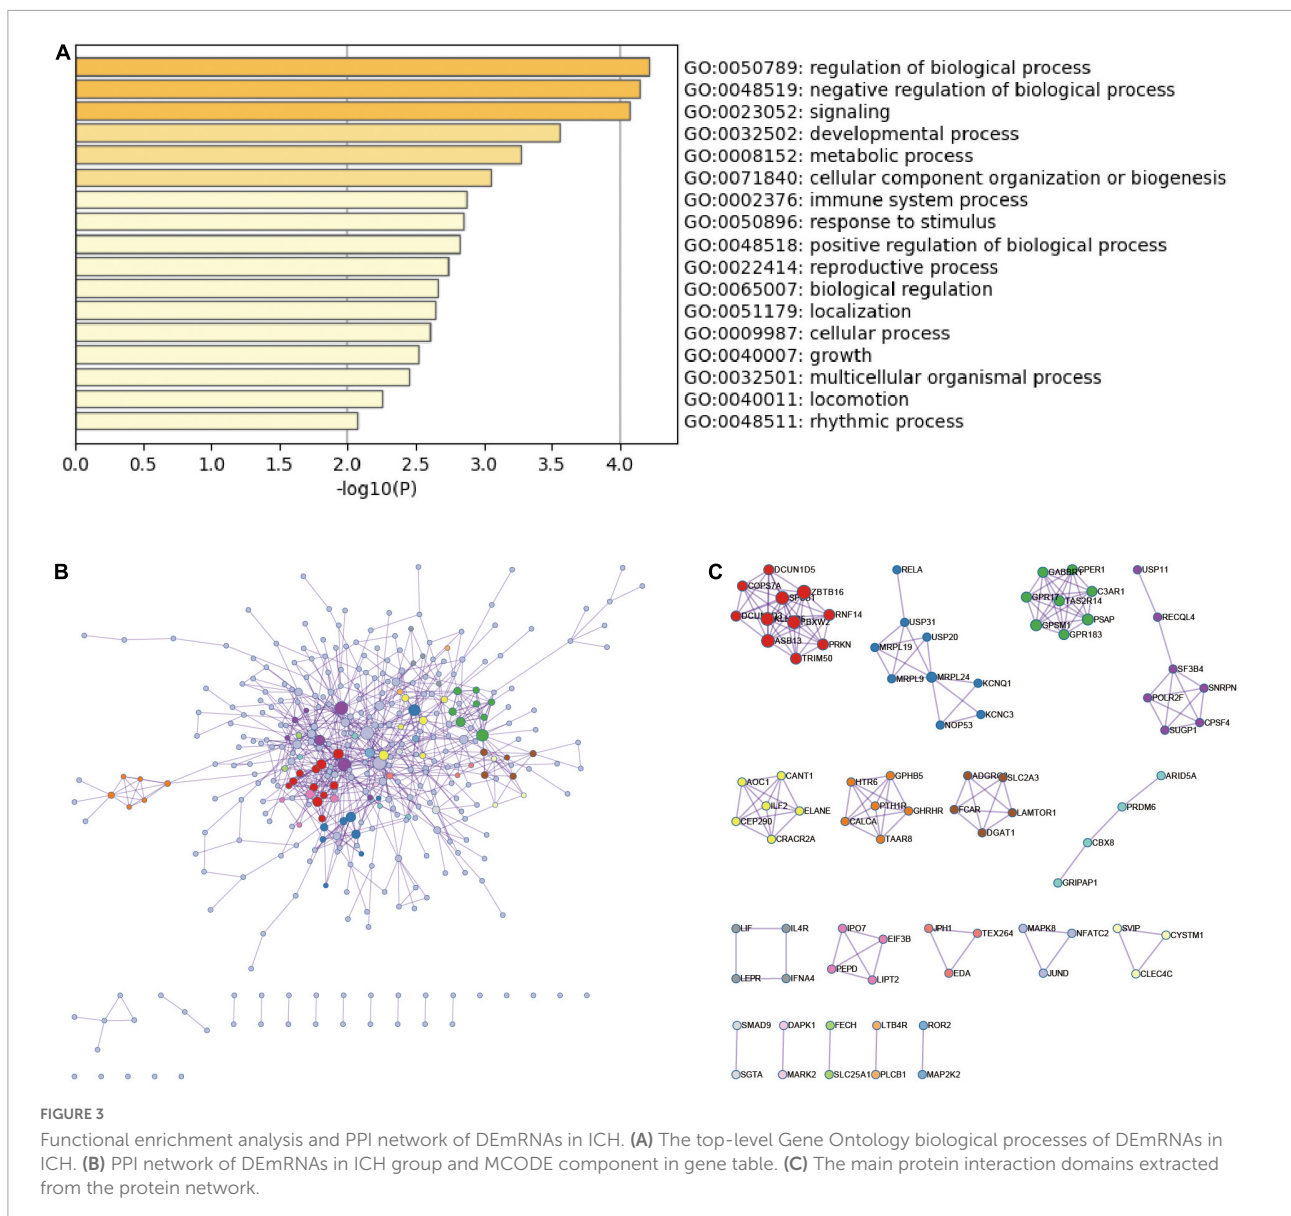 A
GO:0050789: regulation of biological process
GO:0048519: negative regulation of biological process
GO:0023052: signaling
GO:0032502: developmental process
GO:0008152: metabolic process
GO:0071840: cellular component organization or biogenesis
GO:0002376: immune system process
GO:0050896: response to stimulus
GO:0048518: positive regulation of biological process
GO:0022414: reproductive process
GO:0065007: biological regulation
GO:0051179: localization
GO:0009987: cellular process
GO:0040007: growth
GO:0032501: multicellular organismal process
GO:0040011: locomotion
GO:0048511: rhythmic process
0.0 0.5 1.0 1.5 2.0 2.5 3.0 3.5 4.0
-log10(P)
B
C
DCUN1D5
COPS7A
ZBTB16
RNF14
FBXW2
ASB13
PRKN
TRIM50
RELA
USP31
USP20
MRPL19
MRPL9
MRPL24
KCNQ1
KCNC3
NOP53
GABBR1
GPER1
C3AR1
GPR17
TAS2R14
GPSM1
PSAP
GPR183
USP11
RECQL4
SF3B4
SNRPN
POLR2F
CPSF4
SUGP1
AOC1
CANT1
ILF2
ELANE
CEP290
CRACR2A
HTR6
GPHB5
PTH1R
GHRHR
CALCA
TAAR8
SLC2A3
FCAR
LAMTOR1
DGAT1
ARID5A
PRDM6
CBX8
GRIPAP1
LIF
IL4R
LEPR
IFNA4
IPO7
EIF3B
PEPD
LIPT2
JPH1
TEX264
EDA
MAPK8
NFATC2
JUND
SVIP
CYSTM1
CLEC4C
SMAD9
DAPK1
FECH
LTB4R
ROR2
SGTA
MARK2
SLC25A1
PLCB1
MAP2K2
FIGURE 3
Functional enrichment analysis and PPI network of DEmRNAs in ICH. (A) The top-level Gene Ontology biological processes of DEmRNAs in
ICH. (B) PPI network of DEmRNAs in ICH group and MCODE component in gene table. (C) The main protein interaction domains extracted
from the protein network.